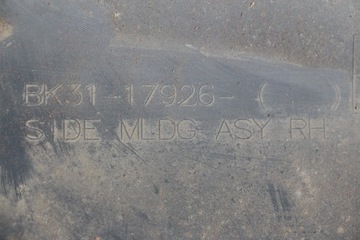 BK31-17926-(    )
SIDE MLDG ASY RH